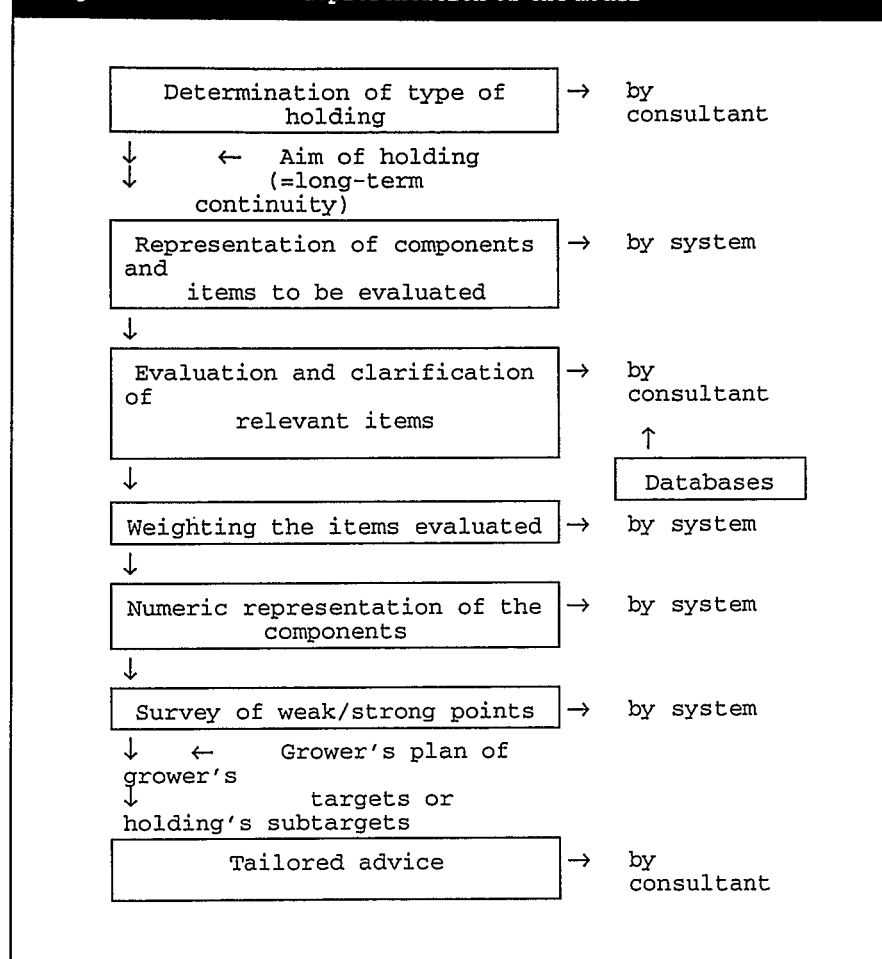 Determination of type of → by
holding consultant
↓ ← Aim of holding
↓ (=long-term
continuity)
Representation of components → by system
and
items to be evaluated
↓
Evaluation and clarification → by
of consultant
relevant items
↑
↓ Databases
Weighting the items evaluated → by system
↓
Numeric representation of the → by system
components
↓
Survey of weak/strong points → by system
↓ ← Grower's plan of
grower's
↓ targets or
holding's subtargets
Tailored advice → by
consultant